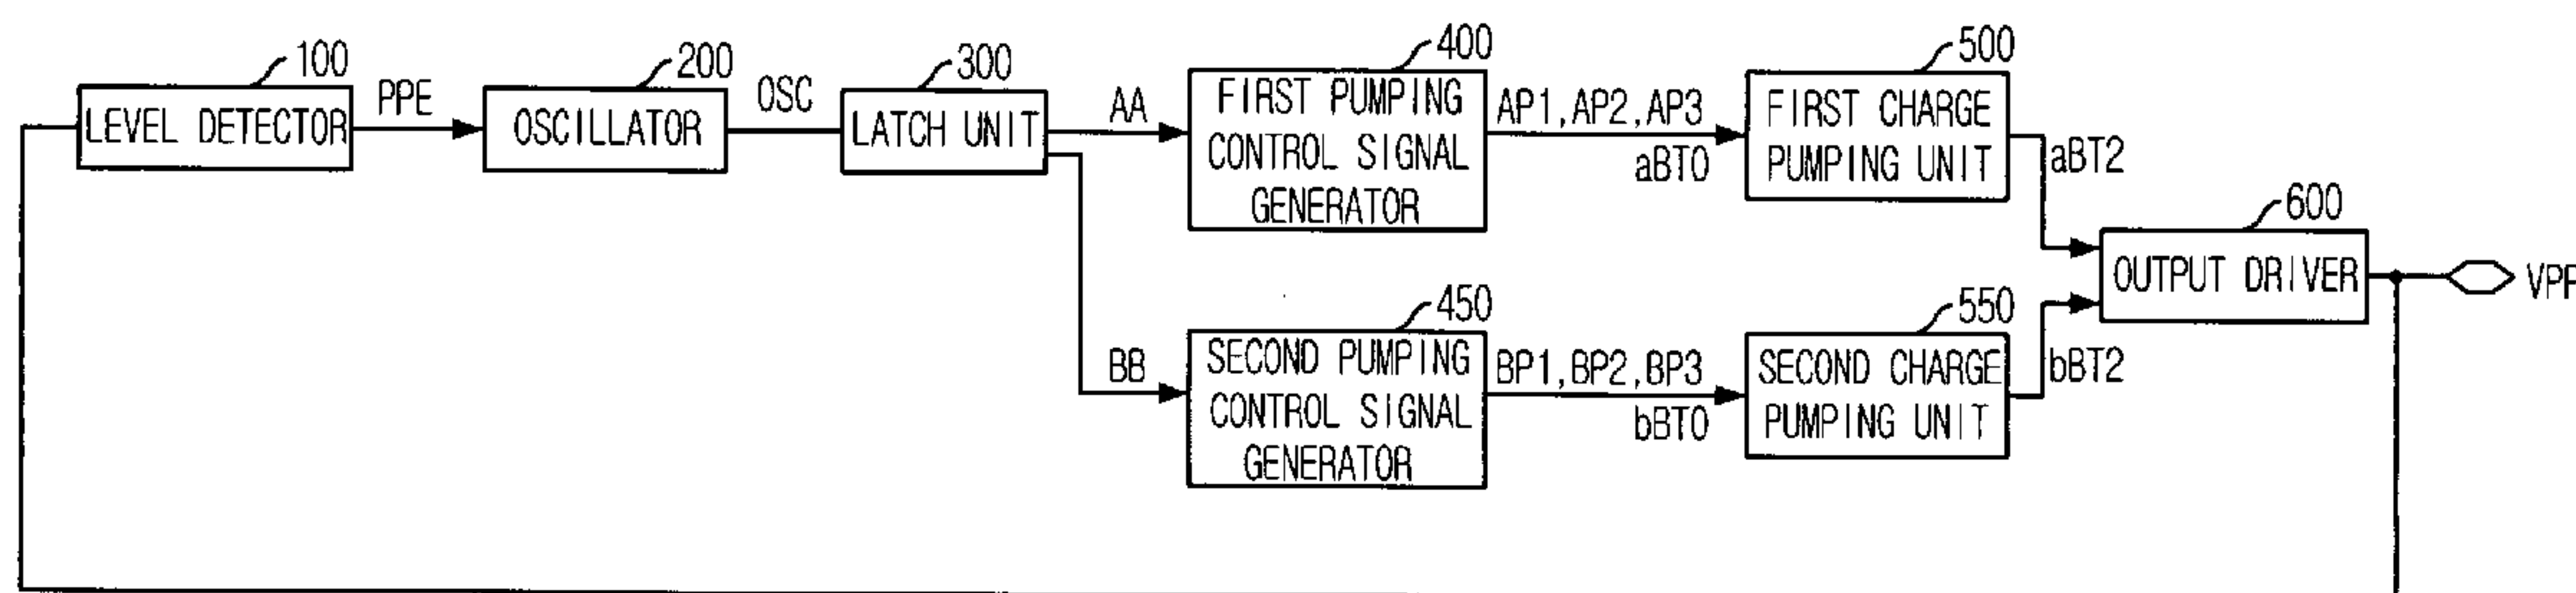 100
LEVEL DETECTOR
PPE
200
OSCILLATOR
OSC
300
LATCH UNIT
AA
BB
400
FIRST PUMPING
CONTROL SIGNAL
GENERATOR
AP1,AP2,AP3
aBT0
500
FIRST CHARGE
PUMPING UNIT
aBT2
450
SECOND PUMPING
CONTROL SIGNAL
GENERATOR
BP1,BP2,BP3
bBT0
550
SECOND CHARGE
PUMPING UNIT
bBT2
600
OUTPUT DRIVER
VPP